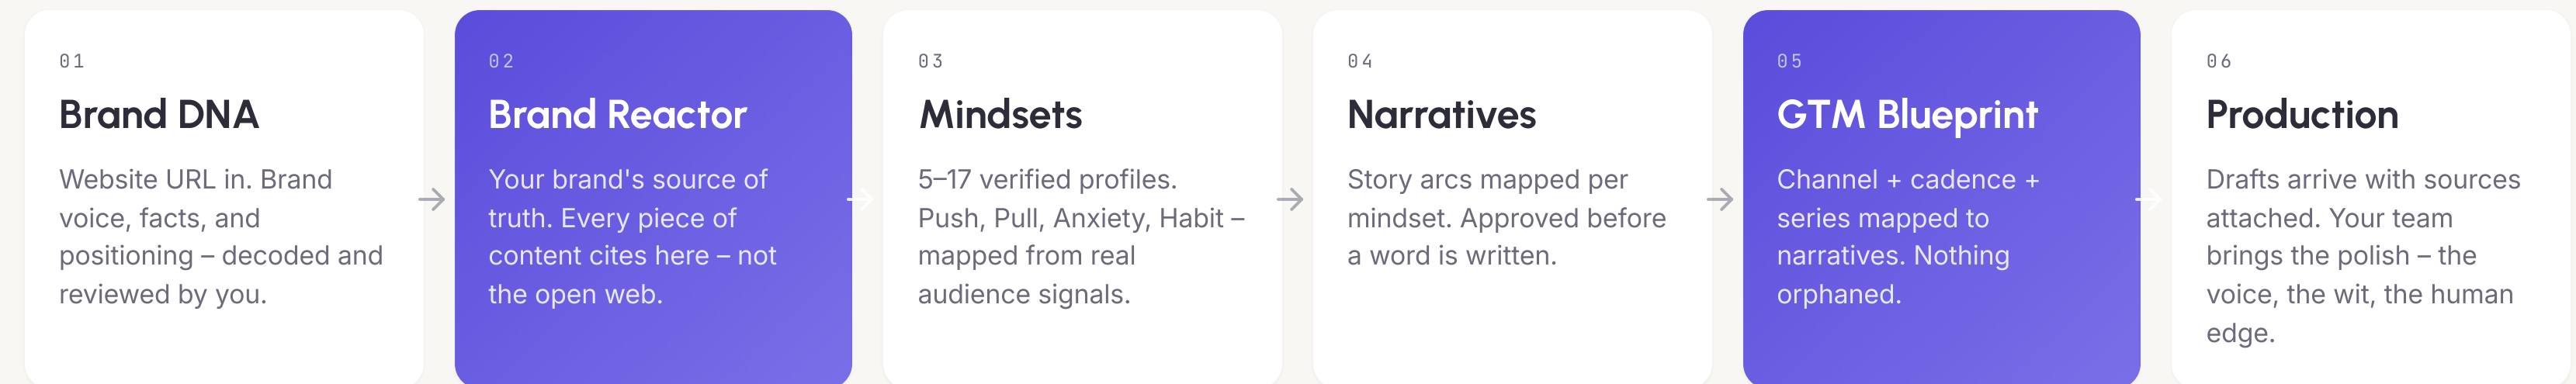 01
Brand DNA
Website URL in. Brand
voice, facts, and
positioning – decoded and
reviewed by you.
02
Brand Reactor
Your brand's source of
truth. Every piece of
content cites here – not
the open web.
03
Mindsets
5–17 verified profiles.
Push, Pull, Anxiety, Habit –
mapped from real
audience signals.
04
Narratives
Story arcs mapped per
mindset. Approved before
a word is written.
05
GTM Blueprint
Channel + cadence +
series mapped to
narratives. Nothing
orphaned.
06
Production
Drafts arrive with sources
attached. Your team
brings the polish – the
voice, the wit, the human
edge.